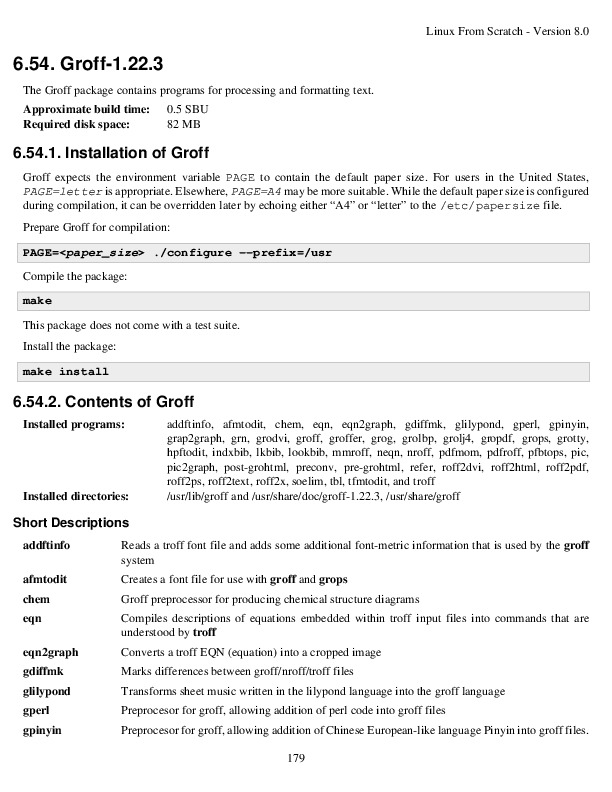 Linux From Scratch - Version 8.0
6.54. Groff-1.22.3
The Groff package contains programs for processing and formatting text.
Approximate build time: 0.5 SBU
Required disk space: 82 MB
6.54.1. Installation of Groff
Groff expects the environment variable PAGE to contain the default paper size. For users in the United States,
PAGE=letter is appropriate. Elsewhere, PAGE=A4 may be more suitable. While the default paper size is configured
during compilation, it can be overridden later by echoing either “A4” or “letter” to the /etc/papersize file.
Prepare Groff for compilation:
PAGE=<paper_size> ./configure --prefix=/usr
Compile the package:
make
This package does not come with a test suite.
Install the package:
make install
6.54.2. Contents of Groff
Installed programs: addftinfo, afmtodit, chem, eqn, eqn2graph, gdiffmk, glilypond, gperl, gpinyin,
grap2graph, grn, grodvi, groff, groffer, grog, grolbp, grolj4, gropdf, grops, grotty,
hpftodit, indxbib, lkbib, lookbib, mmroff, neqn, nroff, pdfmom, pdfroff, pfbtops, pic,
pic2graph, post-grohtml, preconv, pre-grohtml, refer, roff2dvi, roff2html, roff2pdf,
roff2ps, roff2text, roff2x, soelim, tbl, tfmtodit, and troff
Installed directories: /usr/lib/groff and /usr/share/doc/groff-1.22.3, /usr/share/groff
Short Descriptions
addftinfo Reads a troff font file and adds some additional font-metric information that is used by the groff
system
afmtodit Creates a font file for use with groff and grops
chem Groff preprocessor for producing chemical structure diagrams
eqn Compiles descriptions of equations embedded within troff input files into commands that are
understood by troff
eqn2graph Converts a troff EQN (equation) into a cropped image
gdiffmk Marks differences between groff/nroff/troff files
glilypond Transforms sheet music written in the lilypond language into the groff language
gperl Preprocesor for groff, allowing addition of perl code into groff files
gpinyin Preprocesor for groff, allowing addition of Chinese European-like language Pinyin into groff files.
179